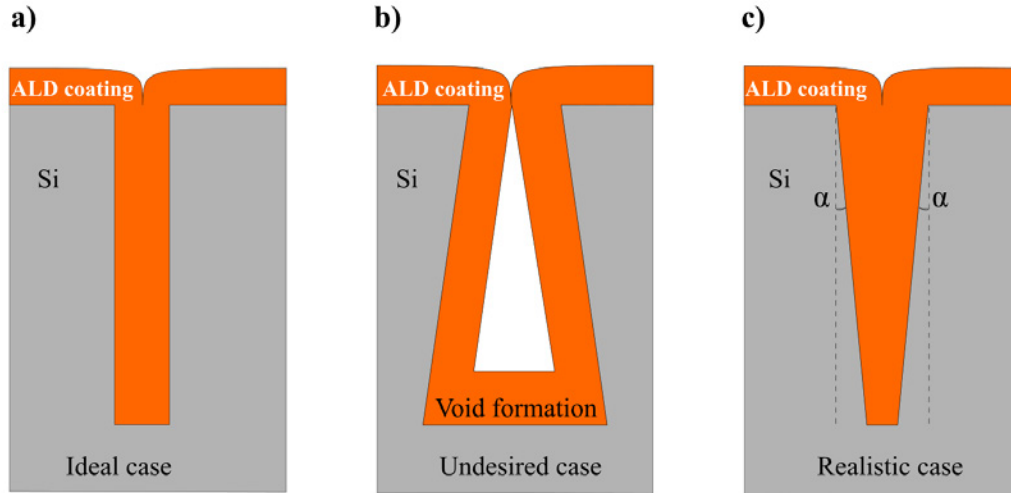 a)
ALD coating
Si
Ideal case
b)
ALD coating
Si
Void formation
Undesired case
c)
ALD coating
Si
α
α
Realistic case